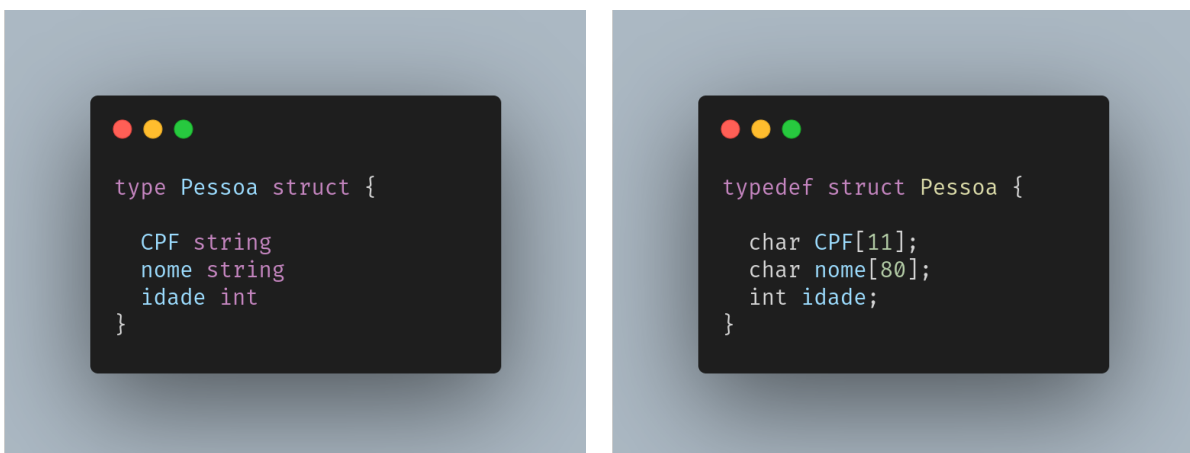 type Pessoa struct {
CPF string
nome string
idade int
}
typedef struct Pessoa {
char CPF[11];
char nome[80];
int idade;
}